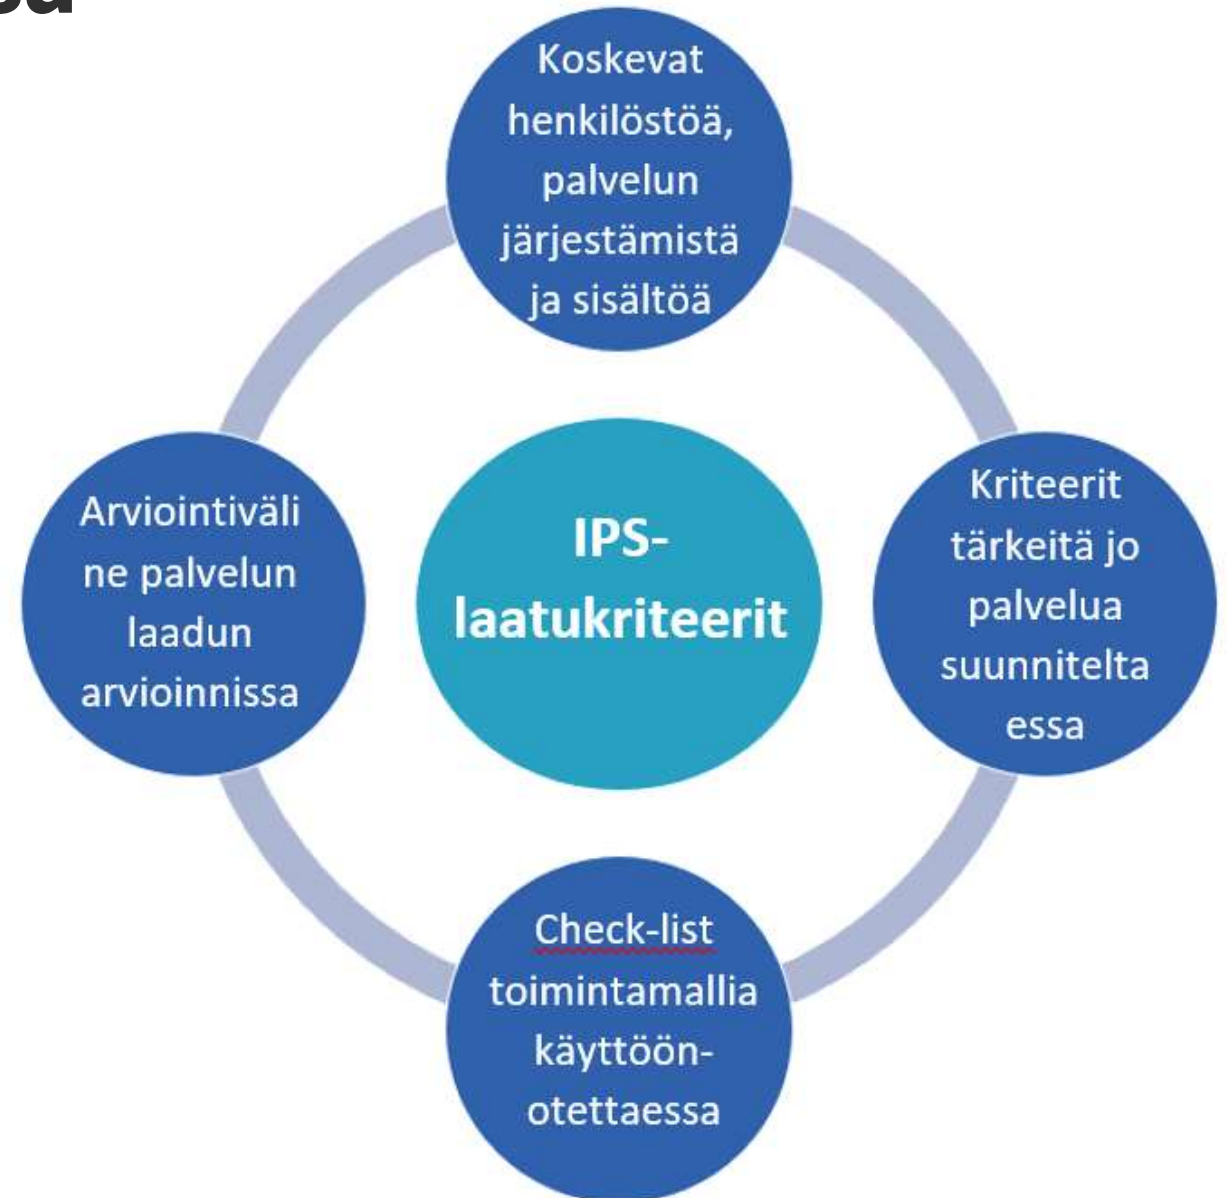 Koskevat
henkilöstöä,
palvelun
järjestämistä
ja sisältöä
Arviointiväli
ne palvelun
laadun
arvioinnissa
IPS-
laatukriteerit
Kriteerit
tärkeitä jo
palvelua
suunnitelta
essa
Check-list
toimintamallia
käyttöön-
otettaessa